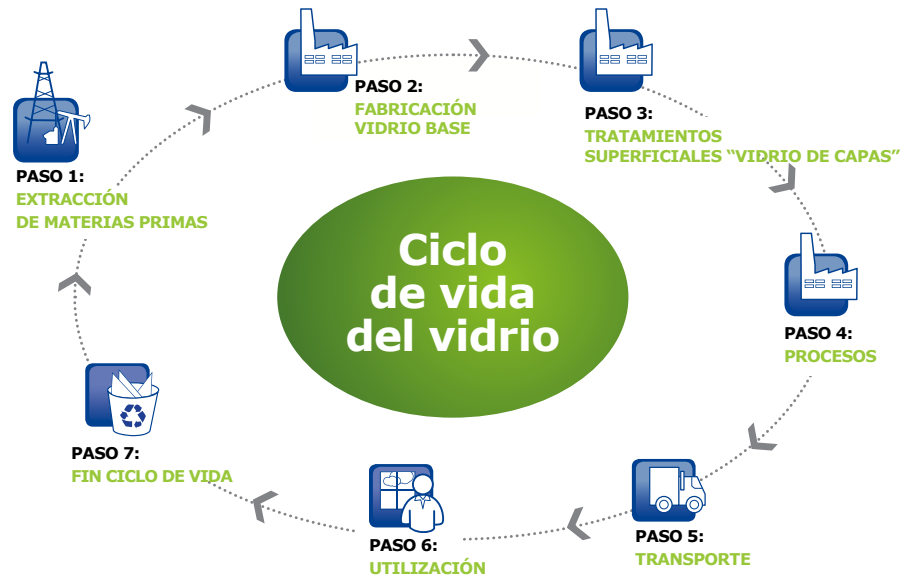 PASO 1:
EXTRACCIÓN
DE MATERIAS PRIMAS
PASO 2:
FABRICACIÓN
VIDRIO BASE
PASO 3:
TRATAMIENTOS
SUPERFICIALES “VIDRIO DE CAPAS”
PASO 4:
PROCESOS
PASO 5:
TRANSPORTE
PASO 6:
UTILIZACIÓN
PASO 7:
FIN CICLO DE VIDA
Ciclo
de vida
del vidrio